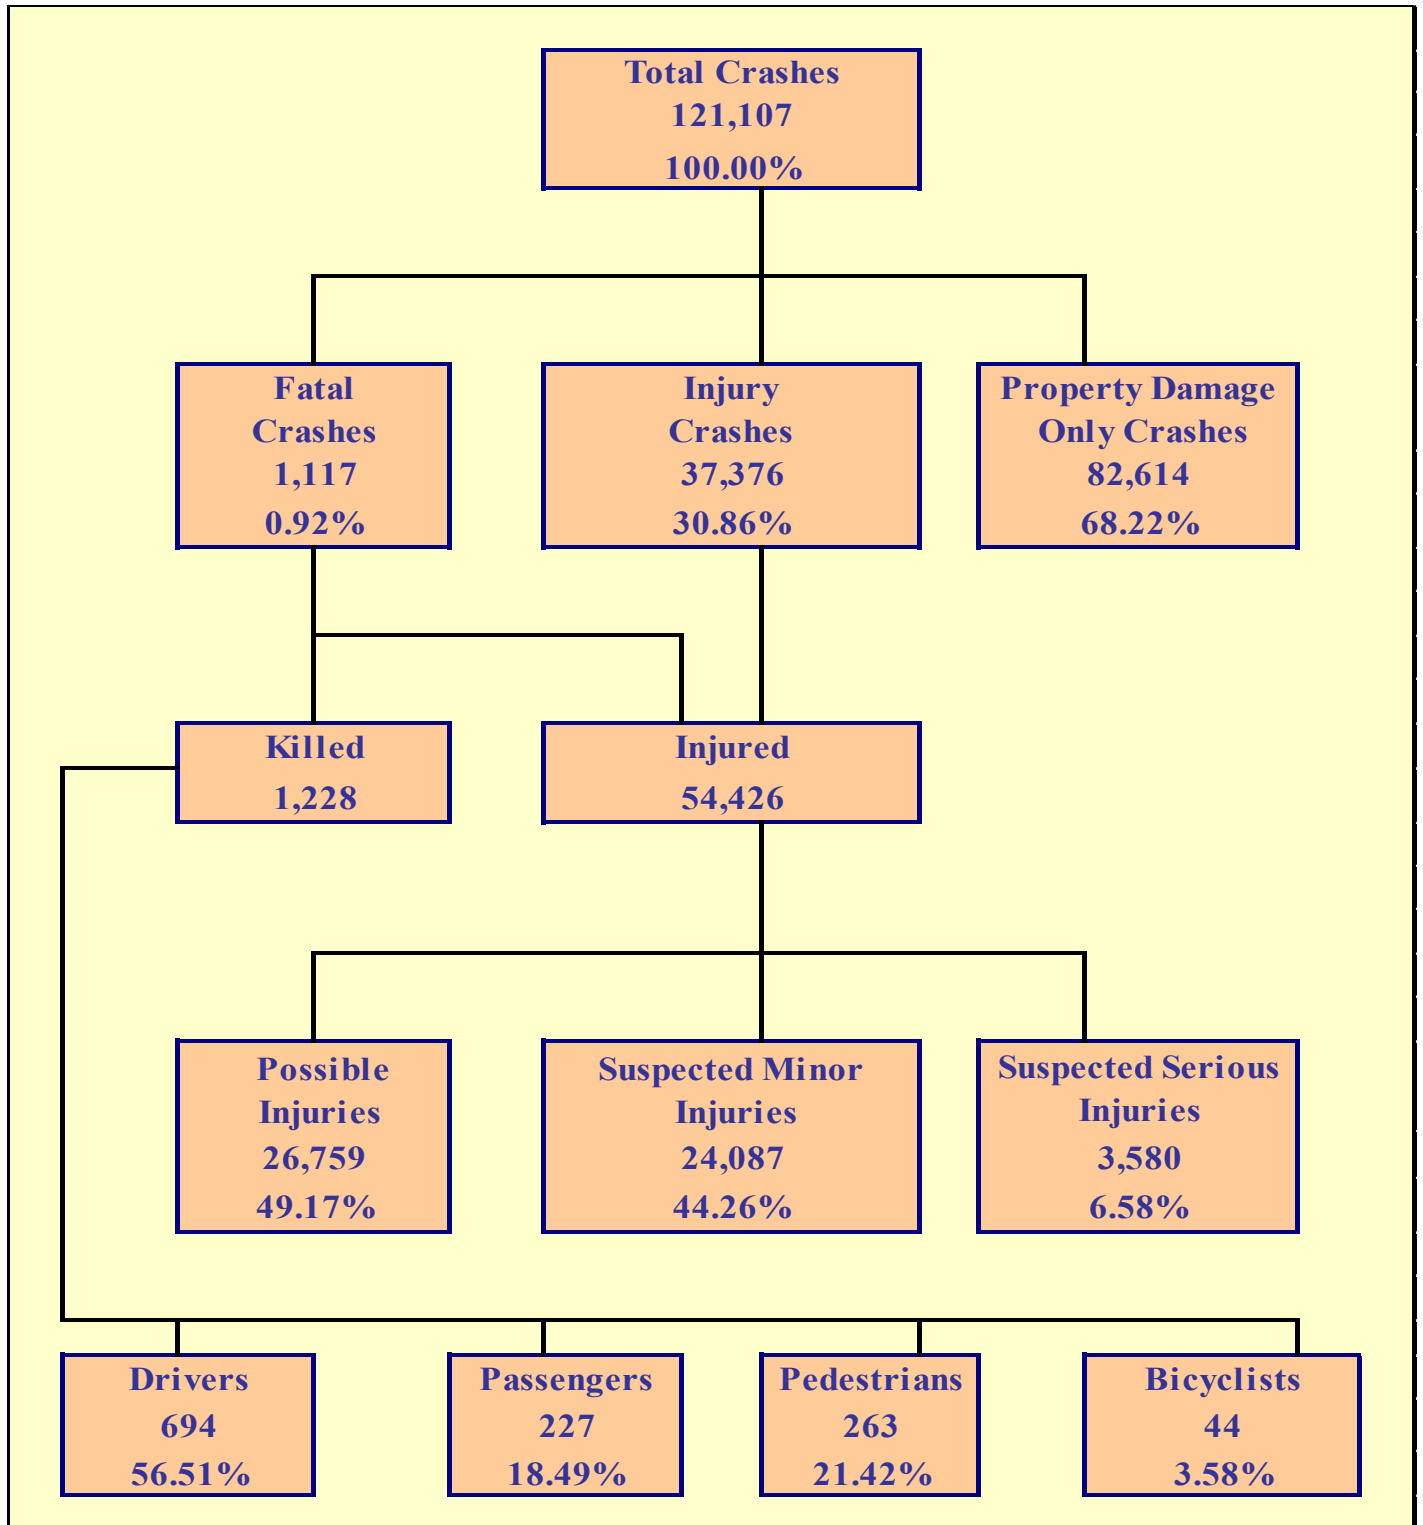 Total Crashes
121,107
100.00%
Fatal
Crashes
1,117
0.92%
Injury
Crashes
37,376
30.86%
Property Damage
Only Crashes
82,614
68.22%
Killed
1,228
Injured
54,426
Possible
Injuries
26,759
49.17%
Suspected Minor
Injuries
24,087
44.26%
Suspected Serious
Injuries
3,580
6.58%
Drivers
694
56.51%
Passengers
227
18.49%
Pedestrians
263
21.42%
Bicyclists
44
3.58%